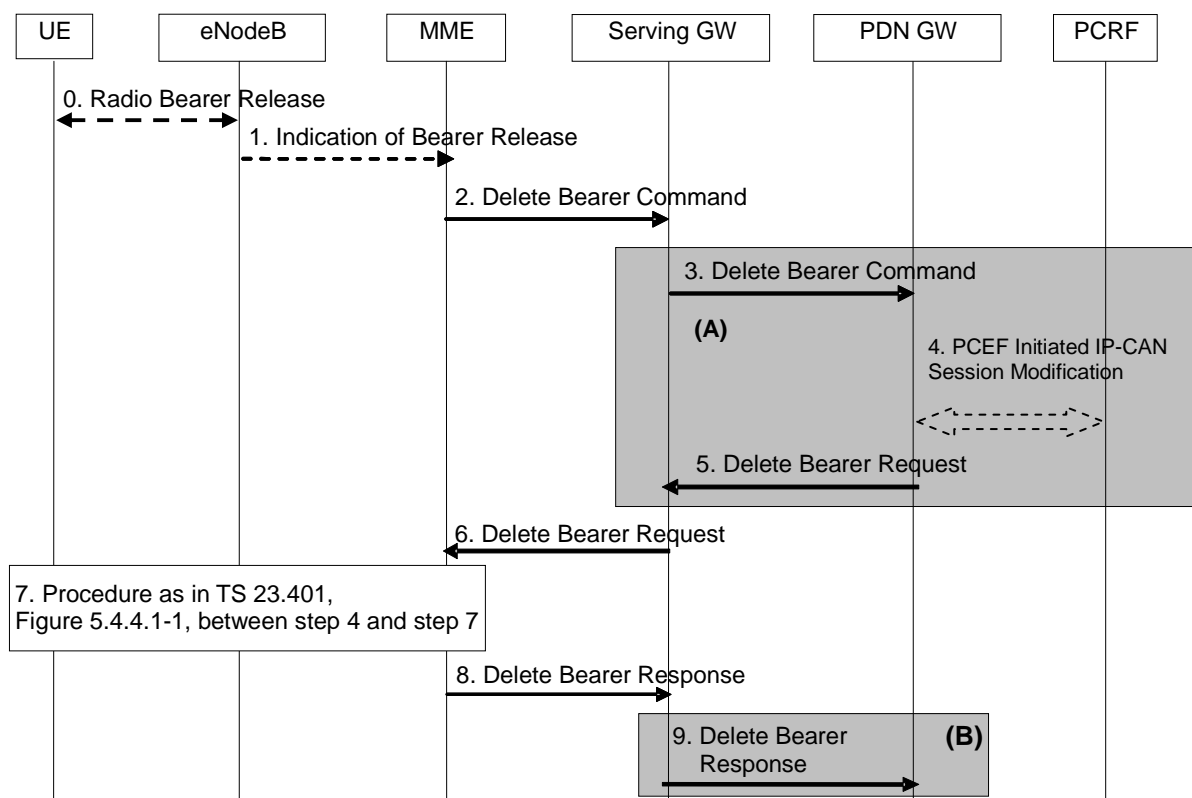 UE
eNodeB
MME
Serving GW
PDN GW
PCRF
0. Radio Bearer Release
1. Indication of Bearer Release
2. Delete Bearer Command
3. Delete Bearer Command
(A)
4. PCEF Initiated IP-CAN
Session Modification
5. Delete Bearer Request
6. Delete Bearer Request
7. Procedure as in TS 23.401,
Figure 5.4.4.1-1, between step 4 and step 7
8. Delete Bearer Response
9. Delete Bearer
Response
(B)